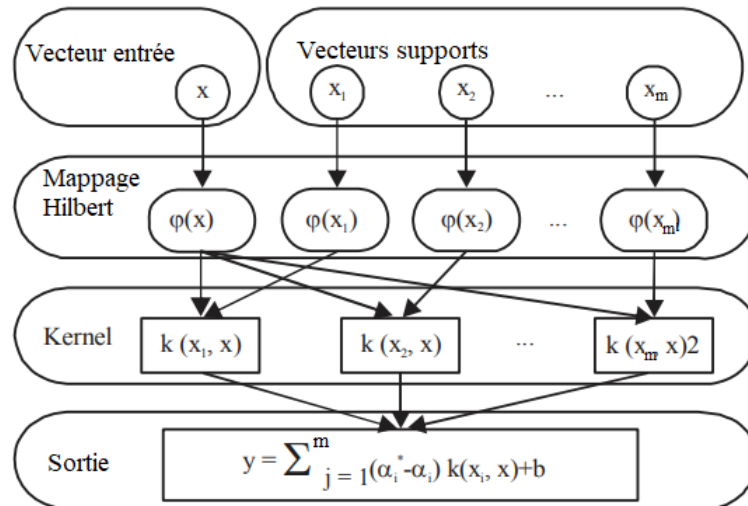 Vecteur entrée
Vecteurs supports
x
x₁
x₂
...
xₘ
Mappage
Hilbert
φ(x)
φ(x₁)
φ(x₂)
...
φ(xₘ)
Kernel
k (x₁, x)
k (x₂, x)
...
k (xₘ, x)2
Sortie
y = ∑ᵐ j = 1(αᵢ*-αᵢ) k(xᵢ, x)+b